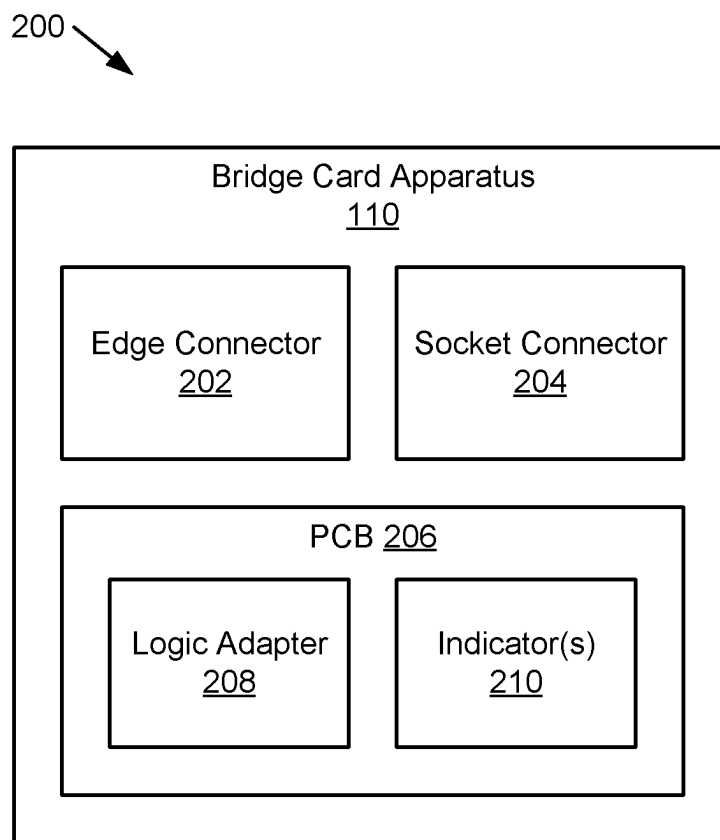 200
Bridge Card Apparatus
110
Edge Connector
202
Socket Connector
204
PCB 206
Logic Adapter
208
Indicator(s)
210